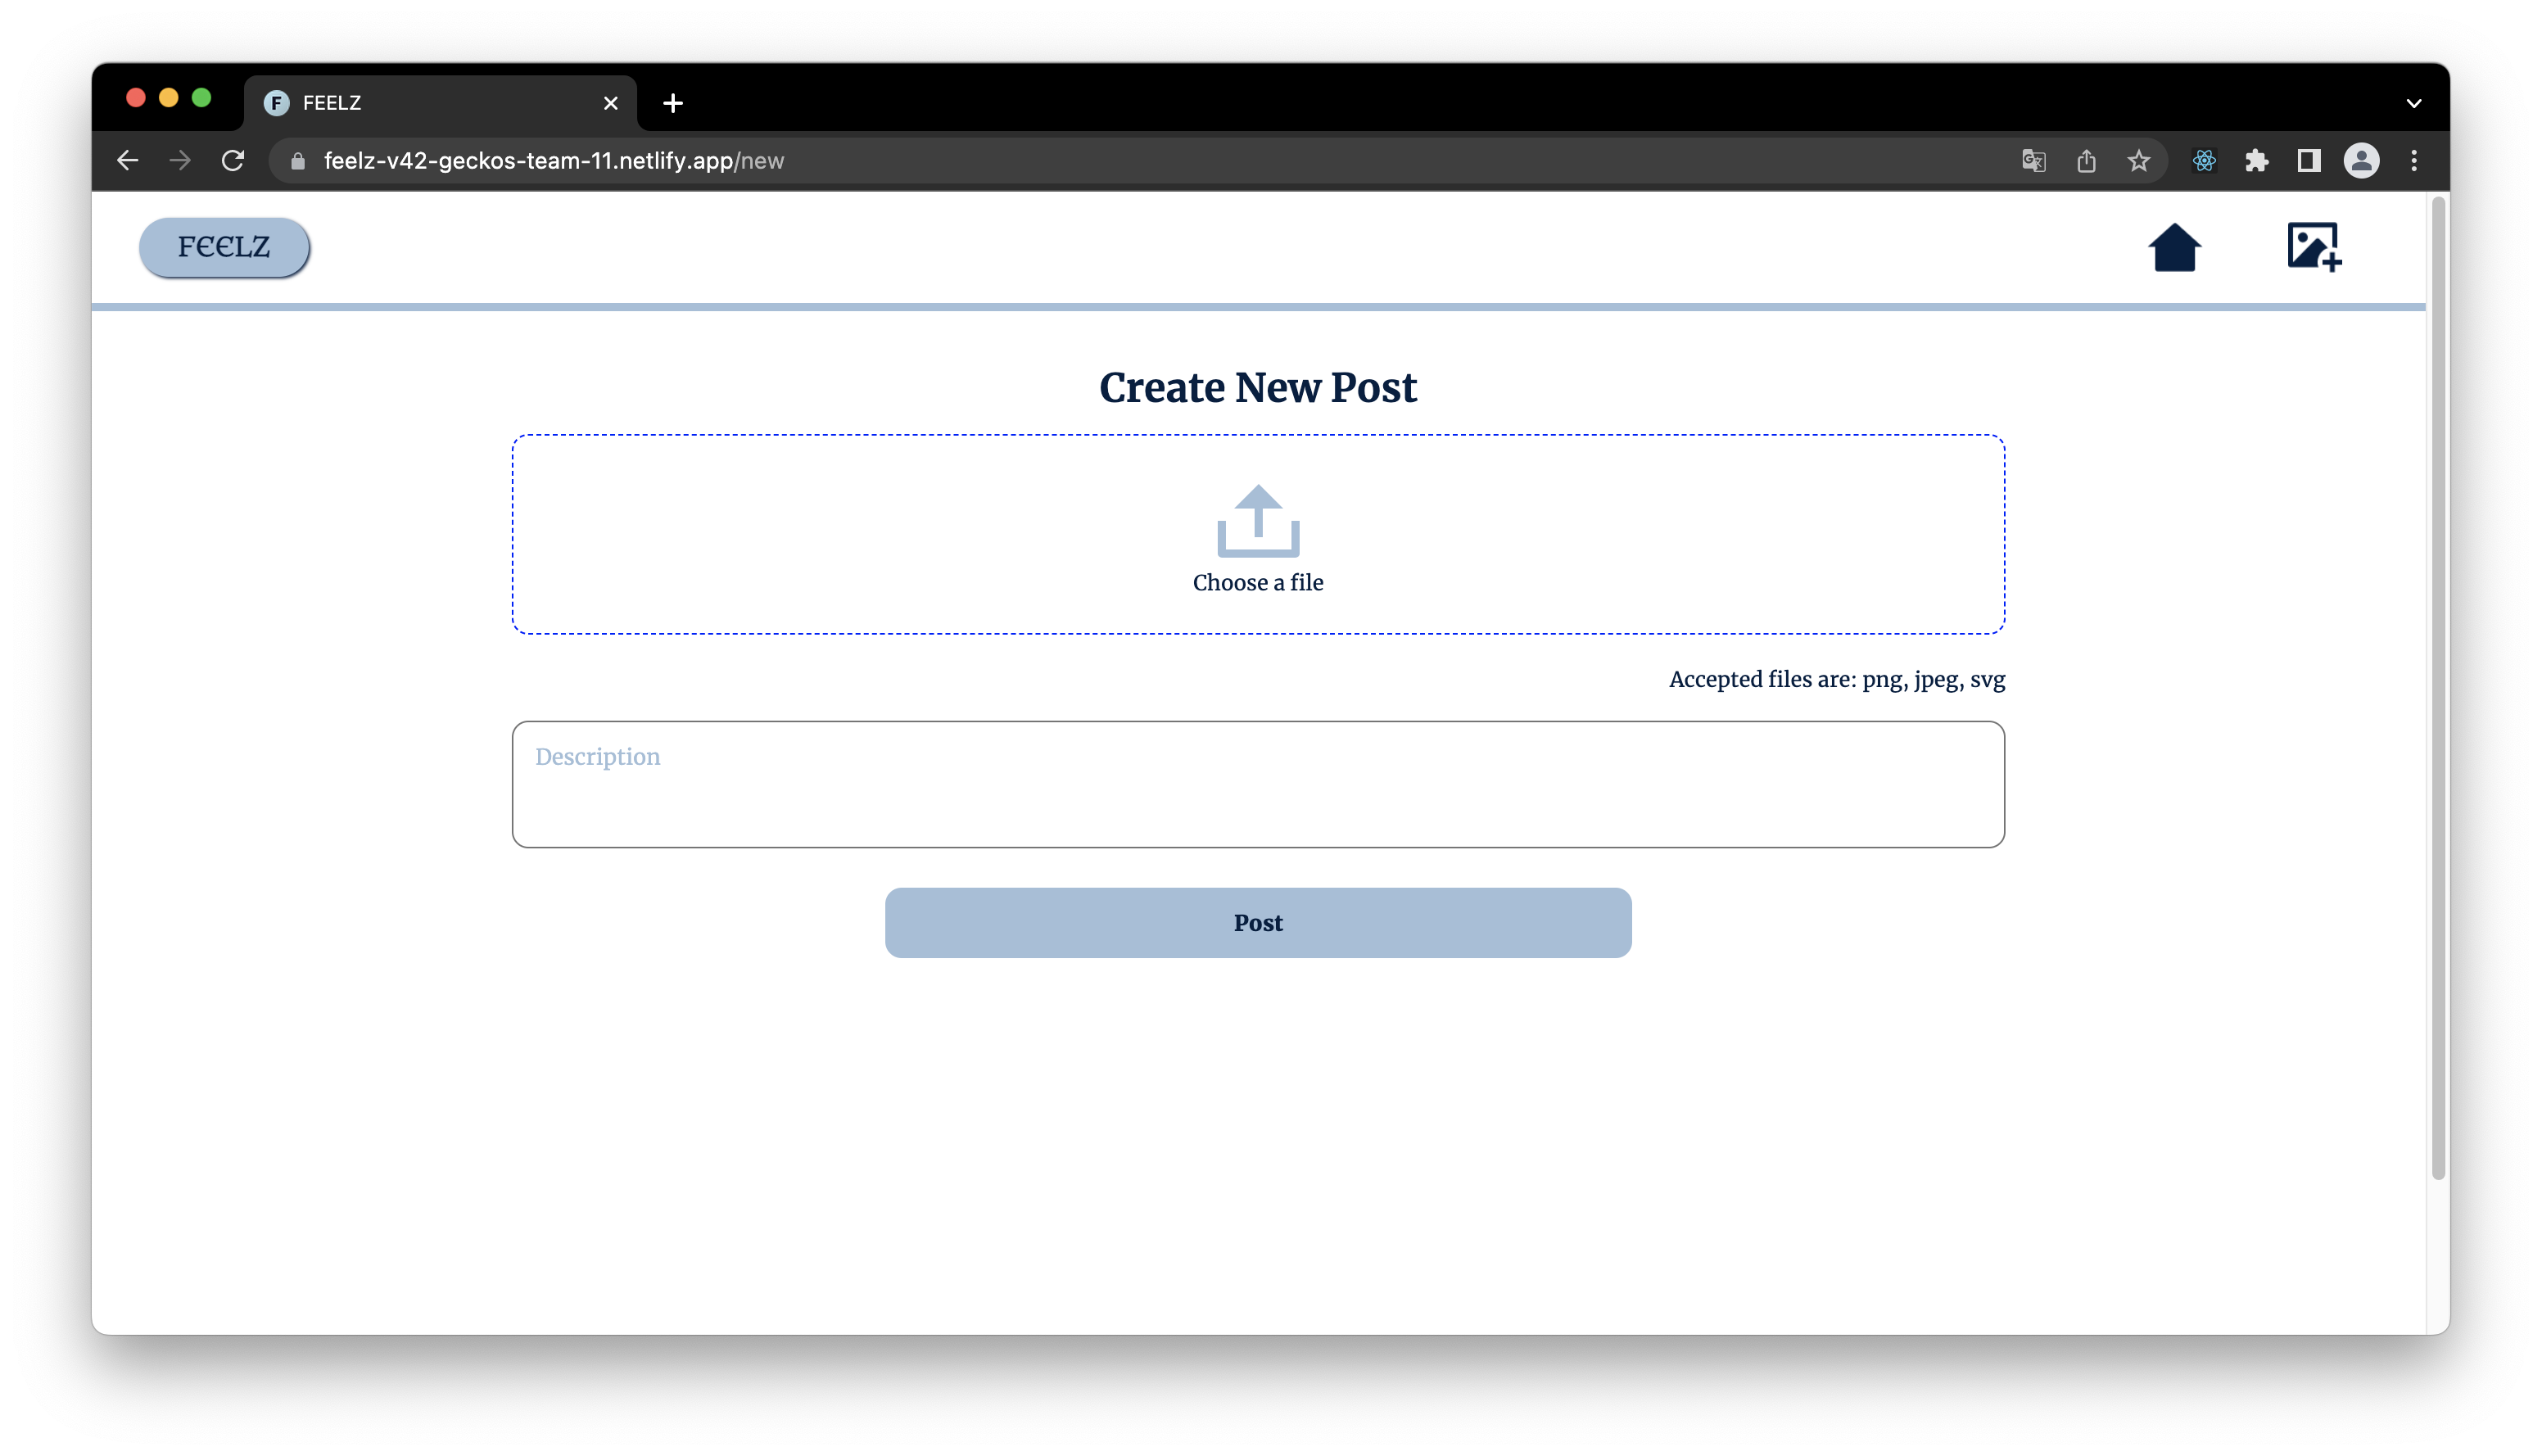 FEELZ
feelz-v42-geckos-team-11.netlify.app/new
FЄЄLZ
Create New Post
Choose a file
Accepted files are: png, jpeg, svg
Description
Post